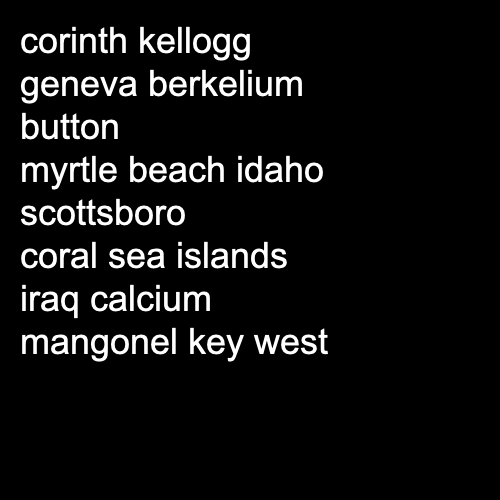 corinth kellogg
geneva berkelium
button
myrtle beach idaho
scottsboro
coral sea islands
iraq calcium
mangonel key west